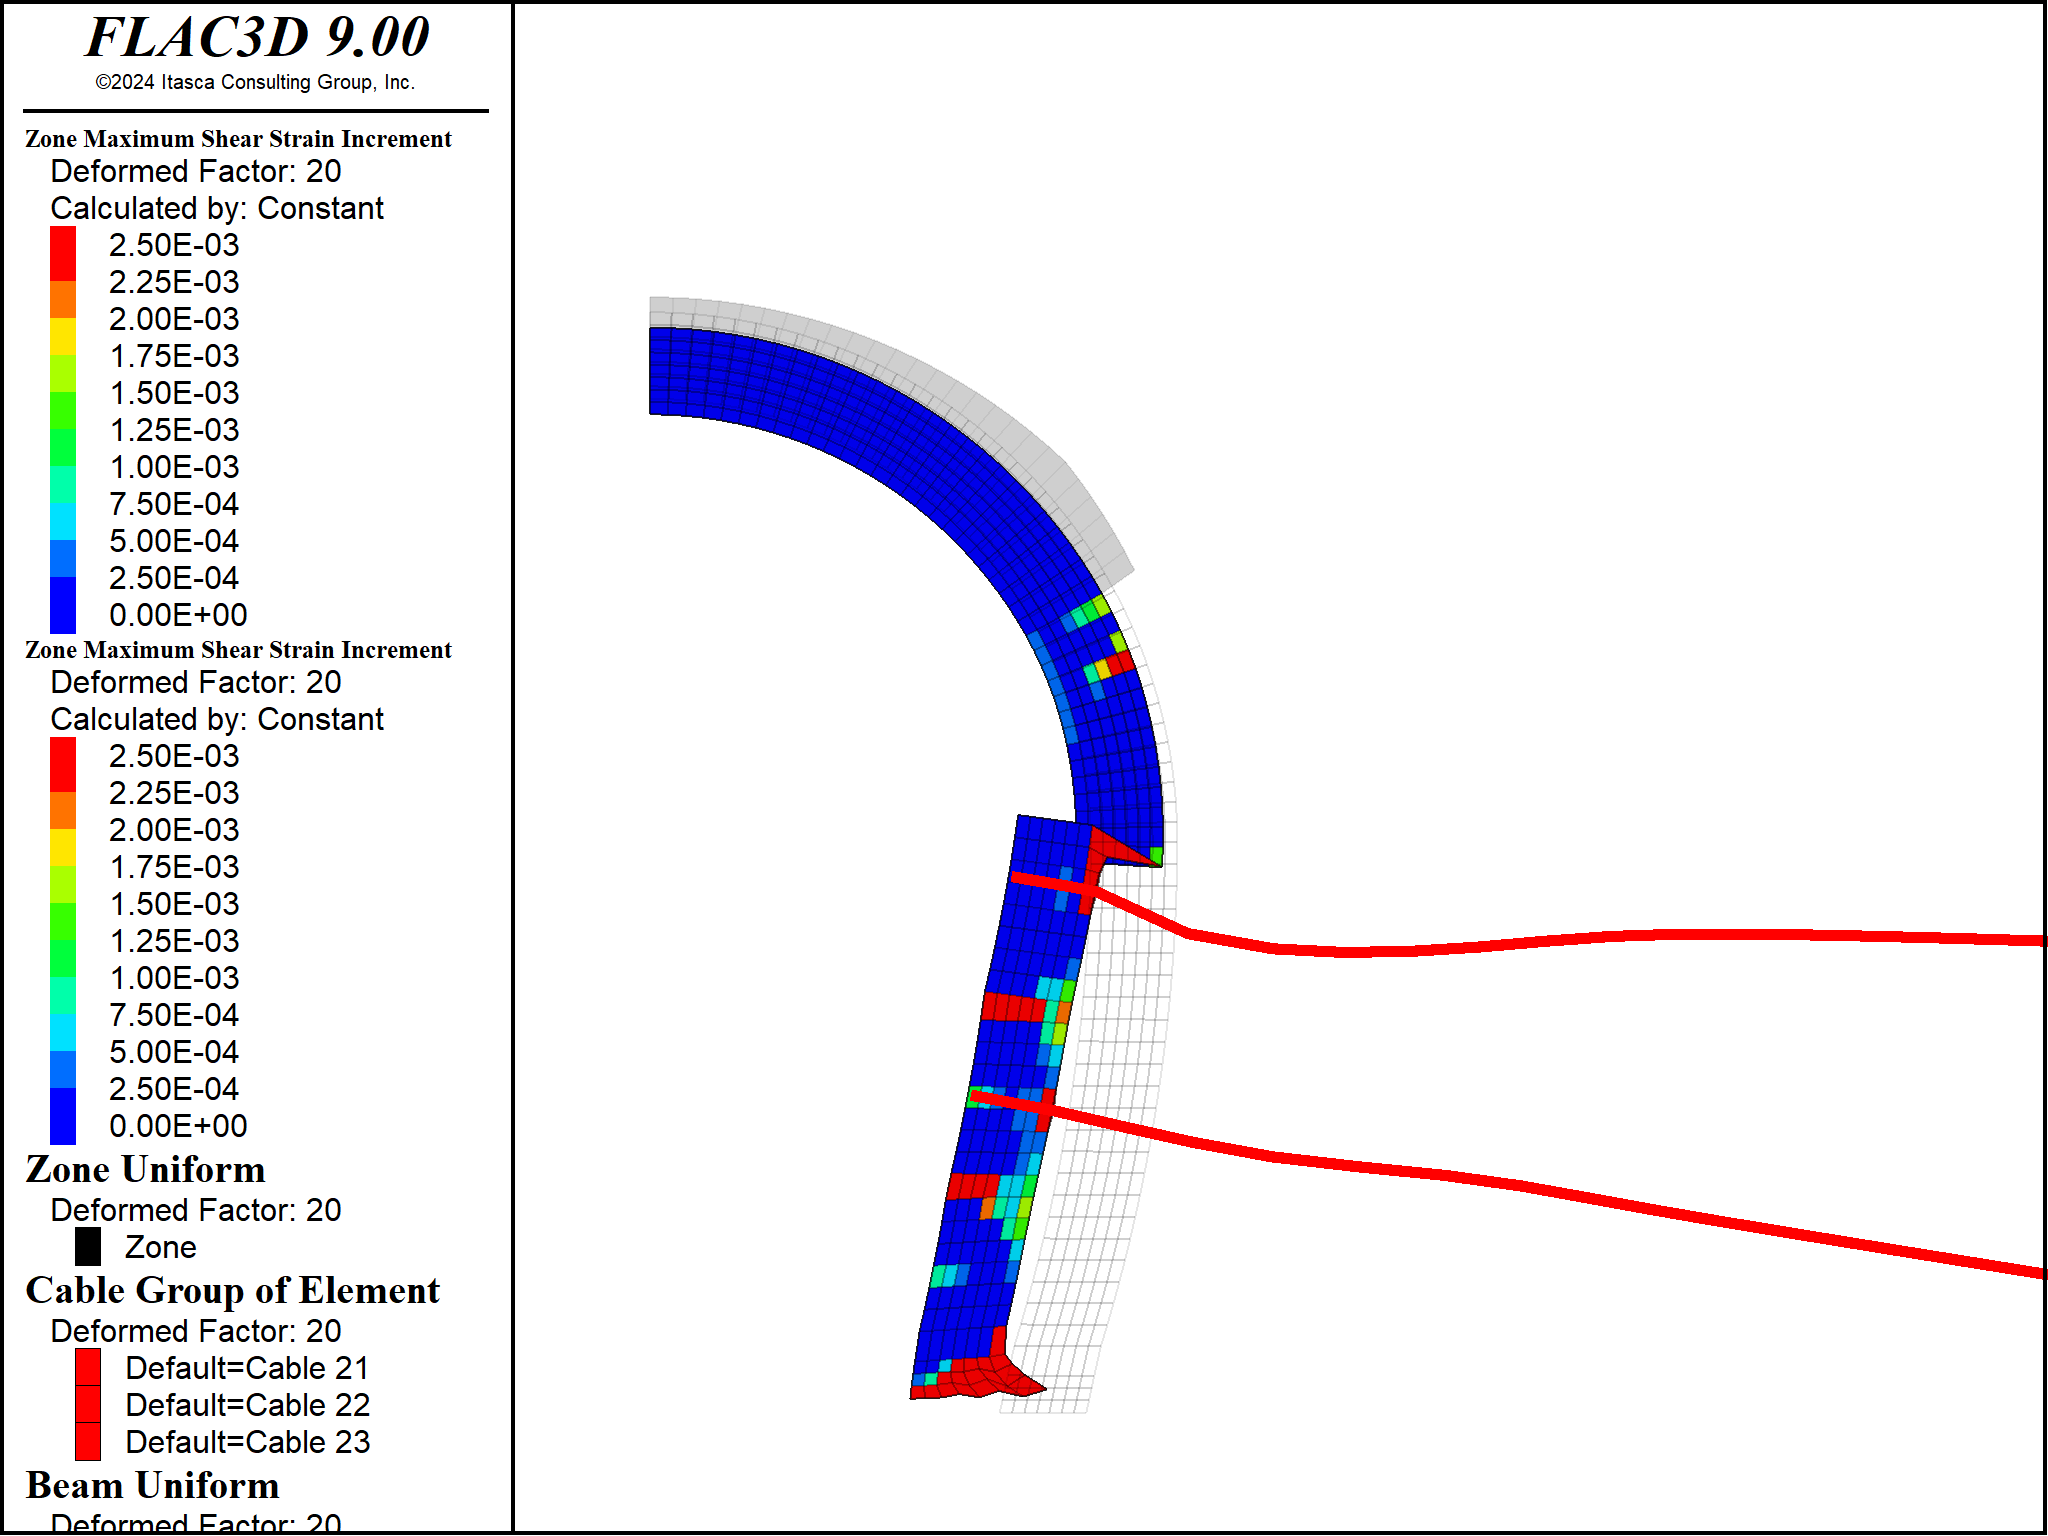 FLAC3D 9.00
©2024 Itasca Consulting Group, Inc.
Zone Maximum Shear Strain Increment
Deformed Factor: 20
Calculated by: Constant
2.50E-03
2.25E-03
2.00E-03
1.75E-03
1.50E-03
1.25E-03
1.00E-03
7.50E-04
5.00E-04
2.50E-04
0.00E+00
Zone Maximum Shear Strain Increment
Deformed Factor: 20
Calculated by: Constant
2.50E-03
2.25E-03
2.00E-03
1.75E-03
1.50E-03
1.25E-03
1.00E-03
7.50E-04
5.00E-04
2.50E-04
0.00E+00
Zone Uniform
Deformed Factor: 20
Zone
Cable Group of Element
Deformed Factor: 20
Default=Cable 21
Default=Cable 22
Default=Cable 23
Beam Uniform
Deformed Factor: 20